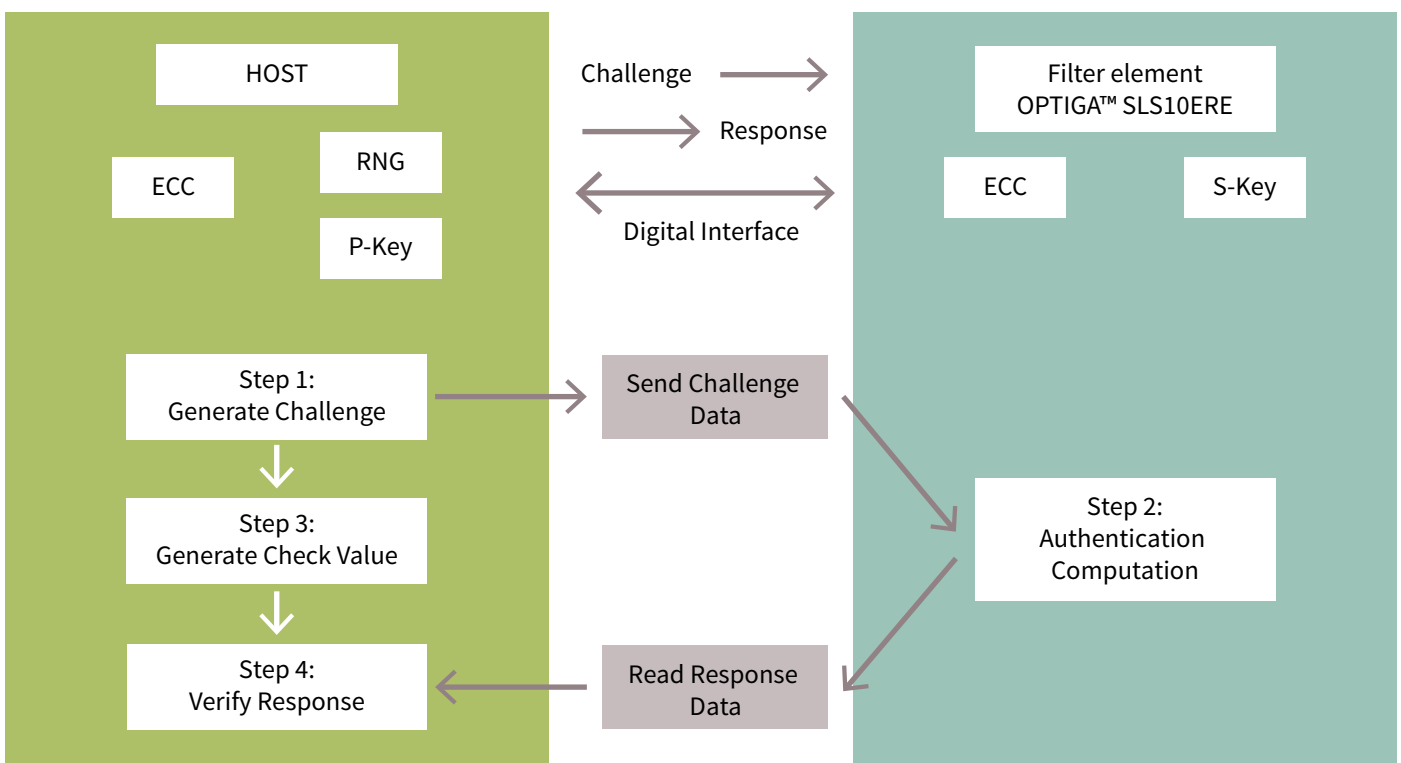 HOST
RNG
ECC
P-Key
Challenge
Response
Digital Interface
Filter element
OPTIGA™ SLS10ERE
ECC
S-Key
Step 1:
Generate Challenge
Send Challenge
Data
Step 2:
Authentication
Computation
Step 3:
Generate Check Value
Step 4:
Verify Response
Read Response
Data